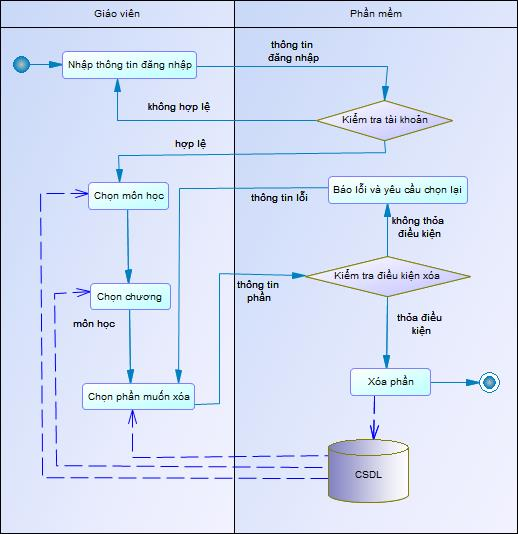 Giáo viên
Phần mềm
thông tin
đăng nhập
Nhập thông tin đăng nhập
không hợp lệ
Kiểm tra tài khoản
hợp lệ
Chọn môn học
thông tin lỗi
Báo lỗi và yêu cầu chọn lại
không thỏa
điều kiện
Kiểm tra điều kiện xóa
thông tin
phần
Chọn chương
môn học
thỏa điều
kiện
Chọn phần muốn xóa
Xóa phần
CSDL